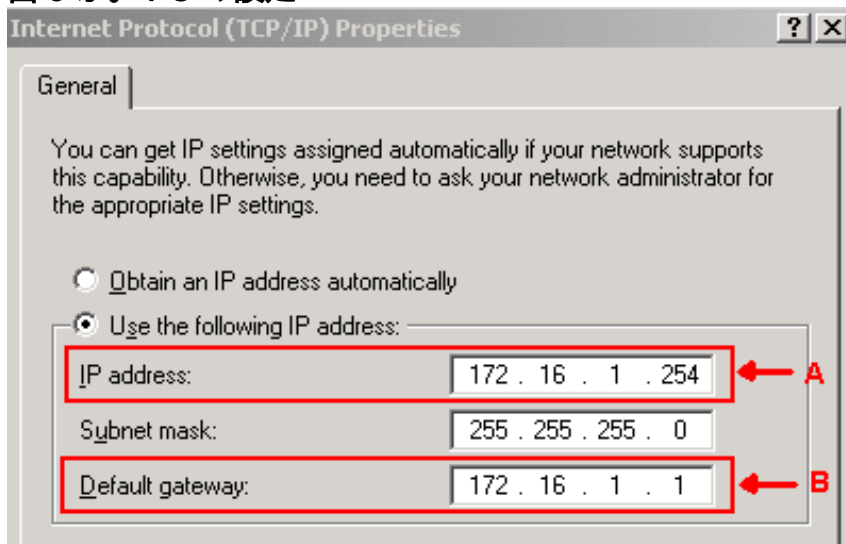 Internet Protocol (TCP/IP) Properties
General
You can get IP settings assigned automatically if your network supports
this capability. Otherwise, you need to ask your network administrator for
the appropriate IP settings.
Obtain an IP address automatically
Use the following IP address:
IP address: 172 . 16 . 1 . 254 A
Subnet mask: 255 . 255 . 255 . 0
Default gateway: 172 . 16 . 1 . 1 B